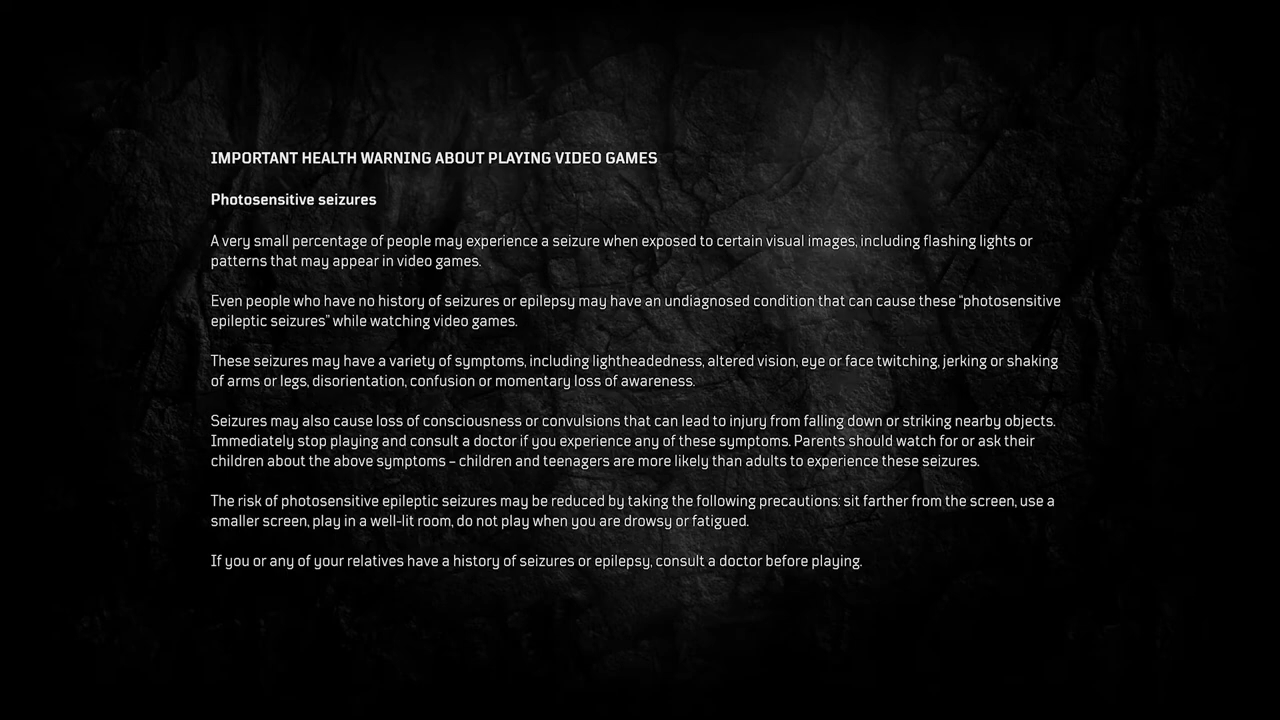 IMPORTANT HEALTH WARNING ABOUT PLAYING VIDEO GAMES
Photosensitive seizures
A very small percentage of people may experience a seizure when exposed to certain visual images, including flashing lights or
patterns that may appear in video games.
Even people who have no history of seizures or epilepsy may have an undiagnosed condition that can cause these “photosensitive
epileptic seizures” while watching video games.
These seizures may have a variety of symptoms, including lightheadedness, altered vision, eye or face twitching, jerking or shaking
of arms or legs, disorientation, confusion or momentary loss of awareness.
Seizures may also cause loss of consciousness or convulsions that can lead to injury from falling down or striking nearby objects.
Immediately stop playing and consult a doctor if you experience any of these symptoms. Parents should watch for or ask their
children about the above symptoms – children and teenagers are more likely than adults to experience these seizures.
The risk of photosensitive epileptic seizures may be reduced by taking the following precautions: sit farther from the screen, use a
smaller screen, play in a well-lit room, do not play when you are drowsy or fatigued.
If you or any of your relatives have a history of seizures or epilepsy, consult a doctor before playing.